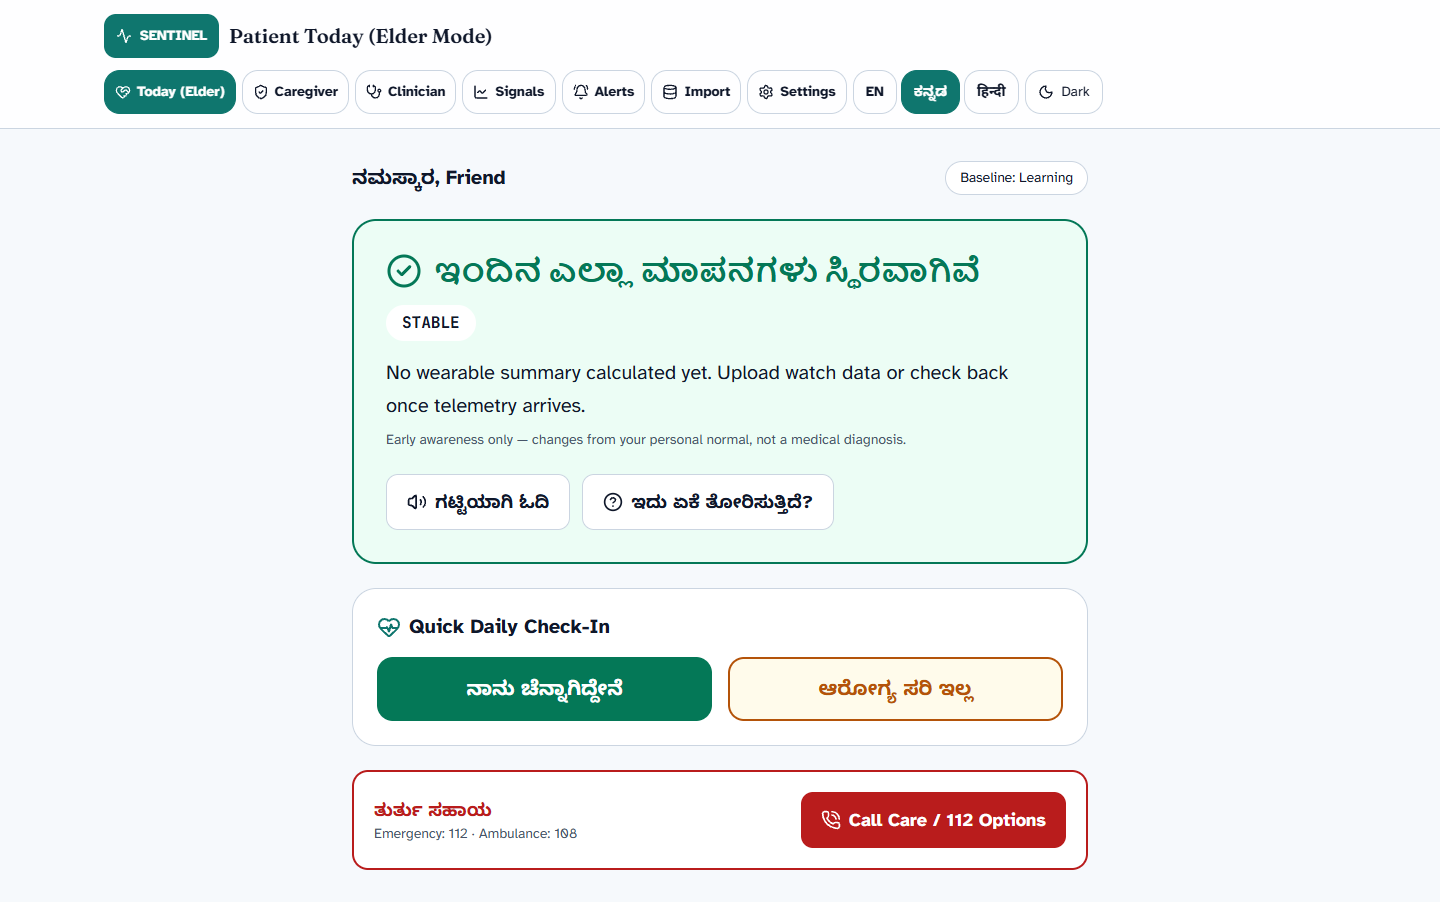 SENTINEL Patient Today (Elder Mode)
Today (Elder) Caregiver Clinician Signals Alerts Import Settings EN ಕನ್ನಡ हिन्दी Dark
ನಮಸ್ಕಾರ, Friend Baseline: Learning
ಇಂದಿನ ಎಲ್ಲಾ ಮಾಪನಗಳು ಸ್ಥಿರವಾಗಿವೆ
STABLE
No wearable summary calculated yet. Upload watch data or check back
once telemetry arrives.
Early awareness only — changes from your personal normal, not a medical diagnosis.
ಗಟ್ಟಿಯಾಗಿ ಓದಿ ಇದು ಏಕೆ ತೋರಿಸುತ್ತಿದೆ?
Quick Daily Check-In
ನಾನು ಚೆನ್ನಾಗಿದ್ದೇನೆ ಆರೋಗ್ಯ ಸರಿ ಇಲ್ಲ
ತುರ್ತು ಸಹಾಯ
Emergency: 112 · Ambulance: 108
Call Care / 112 Options